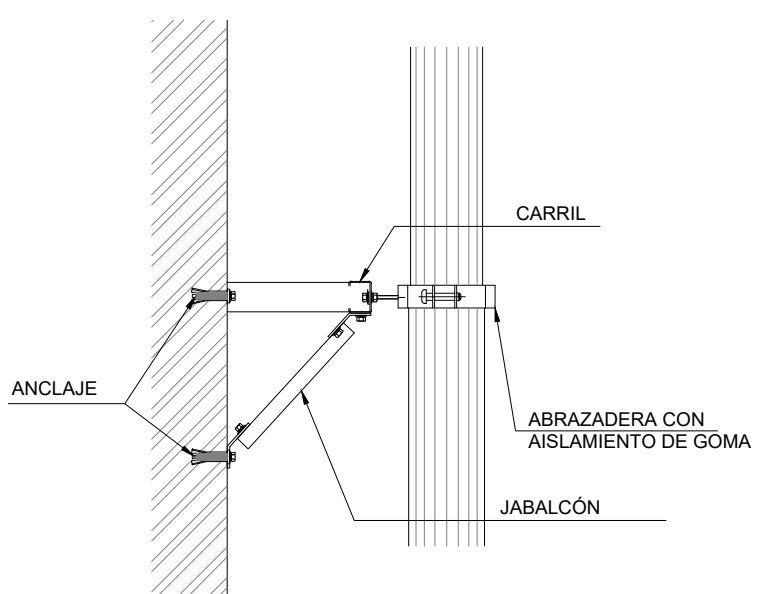 CARRIL
ANCLAJE
ABRAZADERA CON
AISLAMIENTO DE GOMA
JABALCÓN